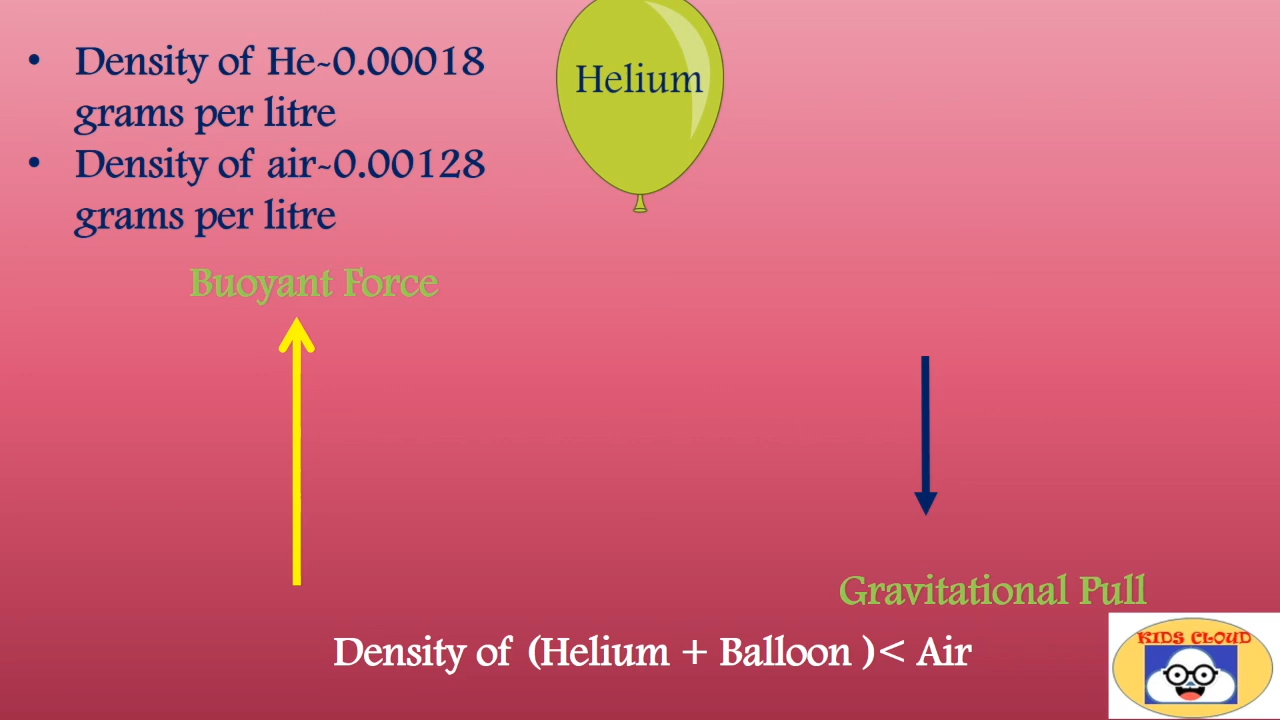 • Density of He~0.00018
grams per litre
• Density of air~0.00128
grams per litre
Helium
Buoyant Force
Gravitational Pull
Density of (Helium + Balloon )< Air
KIDS CLOUD